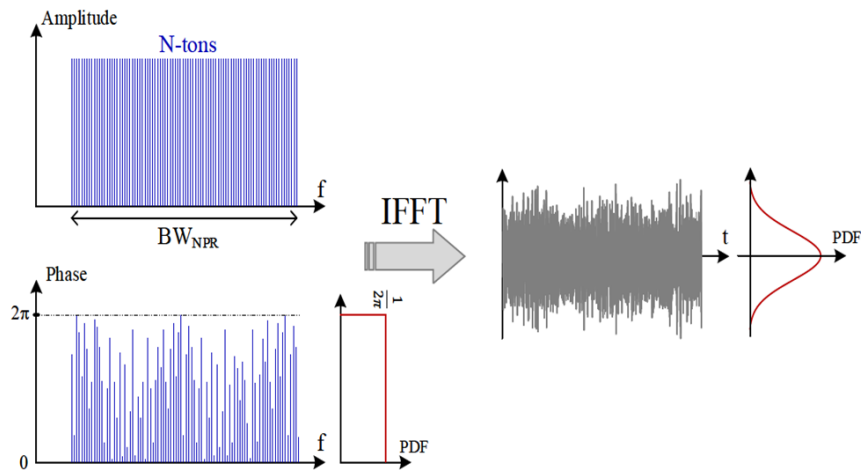 Amplitude
N-tons
f
BW_NPR
IFFT
t
PDF
Phase
2π
1/2π
0
f
PDF